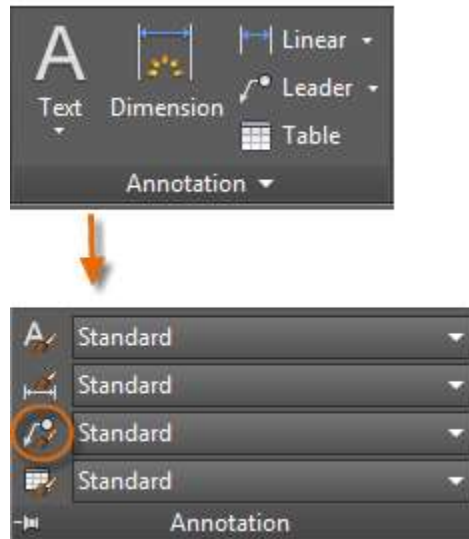 A
Text
Dimension
Linear
Leader
Table
Annotation
A
Standard
Standard
Standard
Standard
Annotation